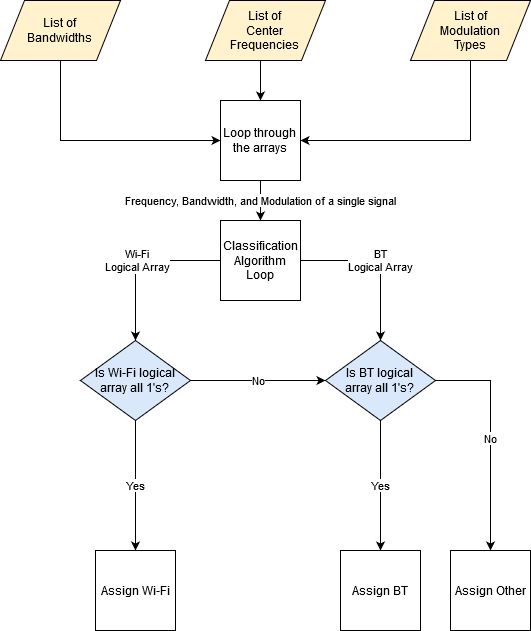 List of
Bandwidths
List of
Center
Frequencies
List of
Modulation
Types
Loop through
the arrays
Frequency, Bandwidth, and Modulation of a single signal
Classification
Algorithm
Loop
Wi-Fi
Logical Array
BT
Logical Array
Is Wi-Fi logical
array all 1's?
No
Is BT logical
array all 1's?
No
Yes
Yes
Assign Wi-Fi
Assign BT
Assign Other